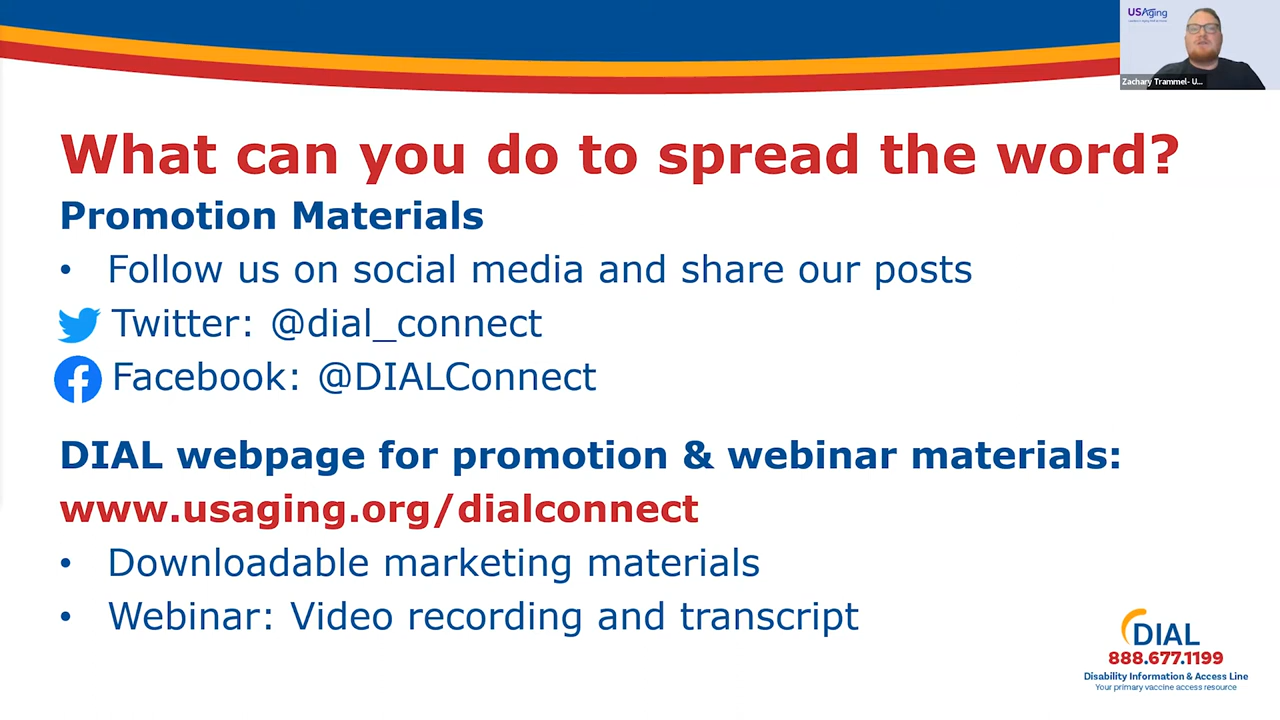 USAging
Zachary Trammel- U...
What can you do to spread the word?
Promotion Materials
• Follow us on social media and share our posts
Twitter: @dial_connect
Facebook: @DIALConnect
DIAL webpage for promotion & webinar materials:
www.usaging.org/dialconnect
• Downloadable marketing materials
• Webinar: Video recording and transcript
DIAL
888.677.1199
Disability Information & Access Line
Your primary vaccine access resource